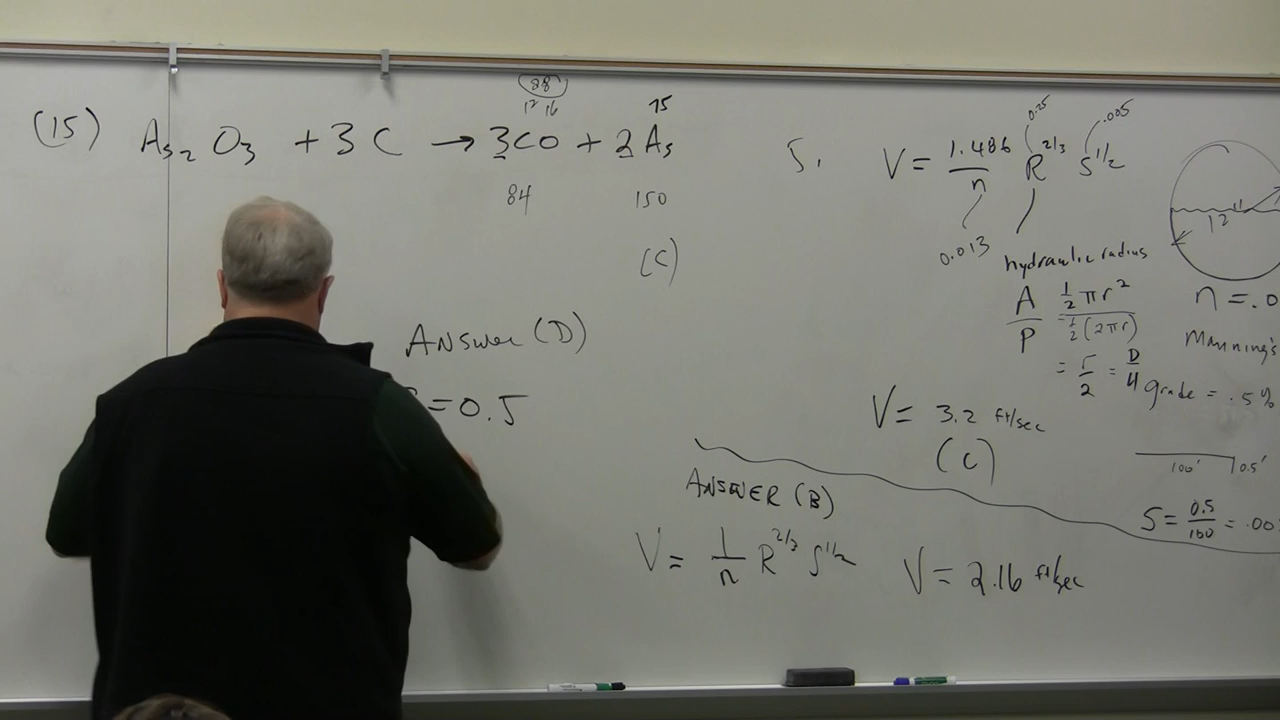 (15) As2 O3 + 3 C → 3CO + 2 As
88
12 16
75
84 150
(C)
Answer (D)
= 0.5
5. V = 1.486/n R^2/3 S^1/2
0.25
.005
0.013
hydraulic radius
A/P = ½πr²/½(2πr)
= r/2 = D/4
12"
n = .0
Manning's
grade = .5%
V = 3.2 ft/sec
(C)
100' 0.5'
S = 0.5/100 = .00
ANSWER (B)
V = 1/n R^2/3 S^1/2 V = 2.16 ft/sec